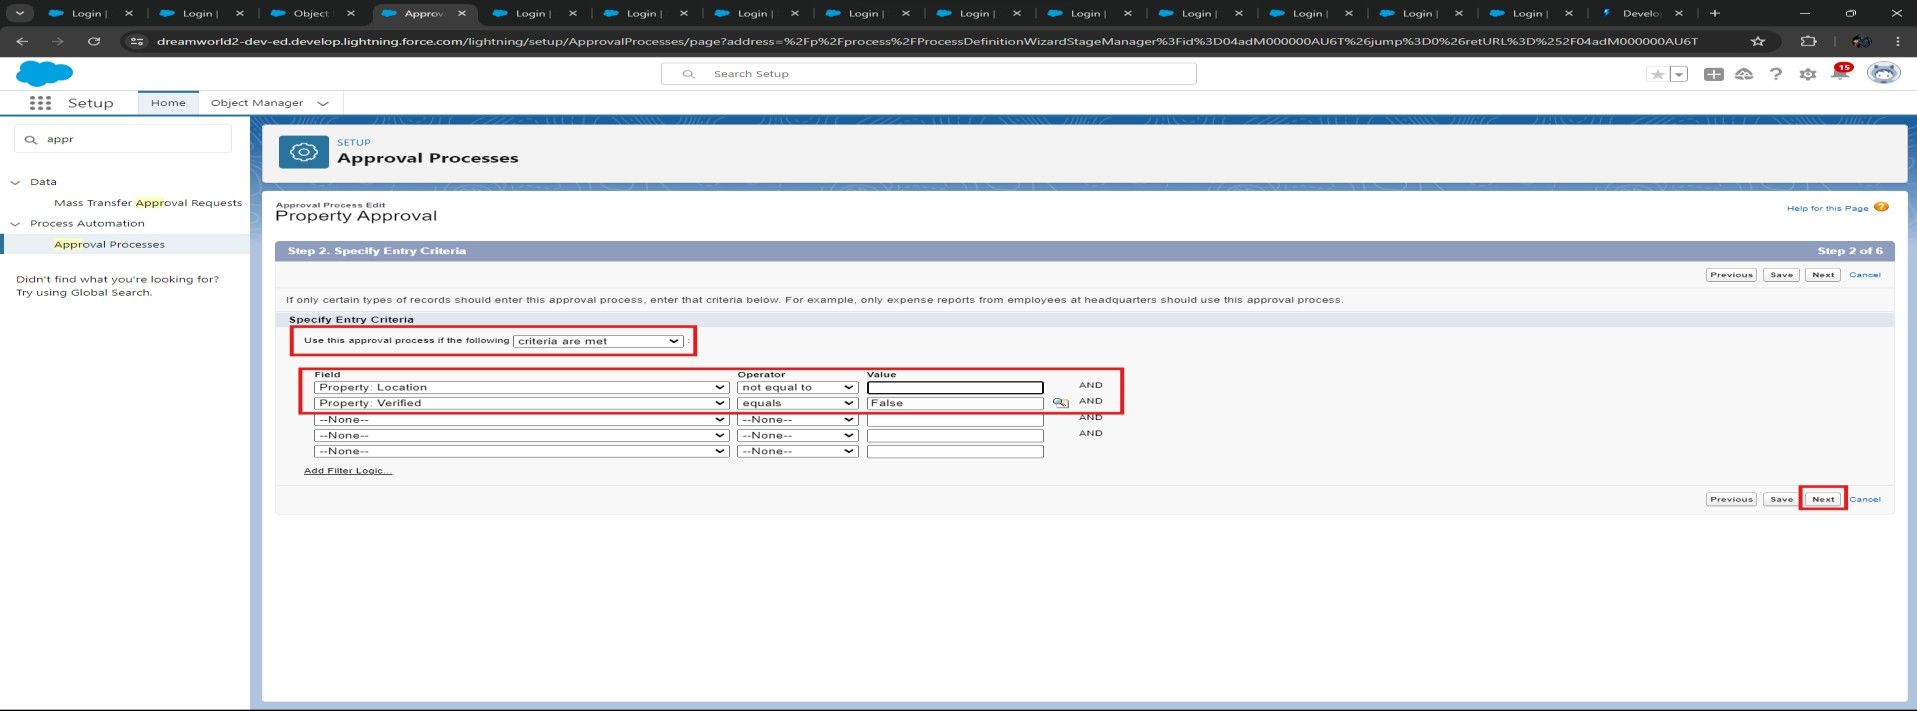 Login | Login | Object Approv Login | Login | Login | Login | Login | Login | Login | Login | Login | Login | Develo
dreamworld2-dev-ed.develop.lightning.force.com/lightning/setup/ApprovalProcesses/page?address=%2Fp%2Fprocess%2FProcessDefinitionWizardStageManager%3Fid%3D04adM000000AU6T%26jump%3D0%26retURL%3D%252F04adM000000AU6T
Search Setup
15
Setup Home Object Manager
appr
Data
Mass Transfer Approval Requests
Process Automation
Approval Processes
Didn't find what you're looking for?
Try using Global Search.
SETUP
Approval Processes
Approval Process Edit
Property Approval
Help for this Page ?
Step 2. Specify Entry Criteria Step 2 of 6
Previous Save Next Cancel
If only certain types of records should enter this approval process, enter that criteria below. For example, only expense reports from employees at headquarters should use this approval process.
Specify Entry Criteria
Use this approval process if the following criteria are met :
Field Operator Value
Property: Location not equal to AND
Property: Verified equals False AND
--None-- --None-- AND
--None-- --None-- AND
--None-- --None--
Add Filter Logic...
Previous Save Next Cancel